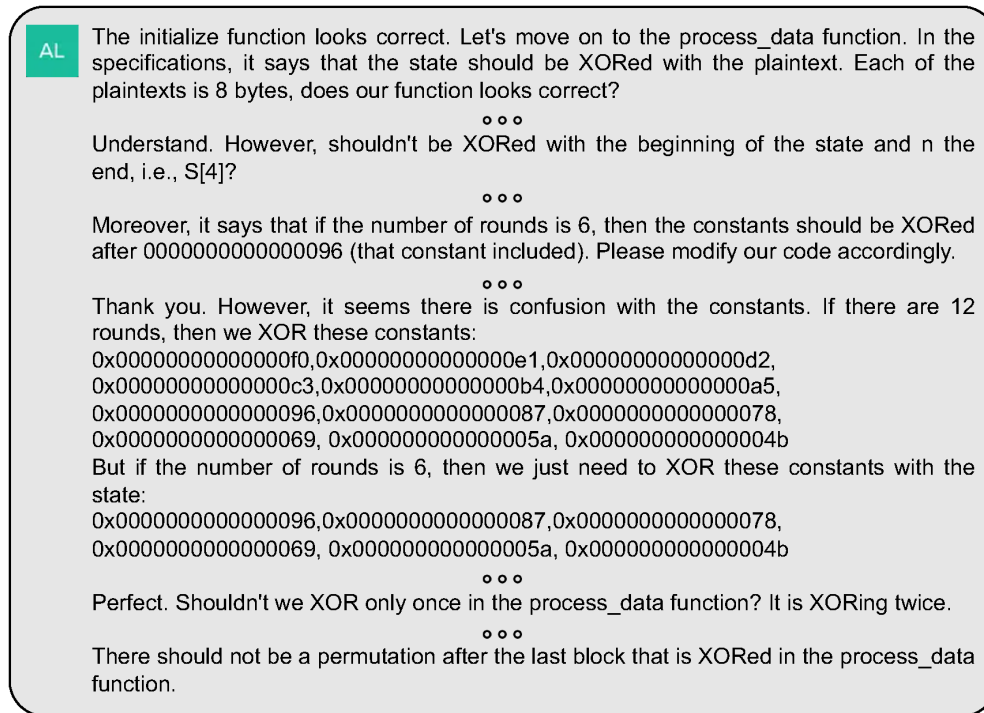 AL
The initialize function looks correct. Let's move on to the process_data function. In the
specifications, it says that the state should be XORed with the plaintext. Each of the
plaintexts is 8 bytes, does our function looks correct?
Understand. However, shouldn't be XORed with the beginning of the state and n the
end, i.e., S[4]?
Moreover, it says that if the number of rounds is 6, then the constants should be XORed
after 0000000000000096 (that constant included). Please modify our code accordingly.
Thank you. However, it seems there is confusion with the constants. If there are 12
rounds, then we XOR these constants:
0x00000000000000f0,0x00000000000000e1,0x00000000000000d2,
0x00000000000000c3,0x00000000000000b4,0x00000000000000a5,
0x0000000000000096,0x0000000000000087,0x0000000000000078,
0x0000000000000069, 0x000000000000005a, 0x000000000000004b
But if the number of rounds is 6, then we just need to XOR these constants with the
state:
0x0000000000000096,0x0000000000000087,0x0000000000000078,
0x0000000000000069, 0x000000000000005a, 0x000000000000004b
Perfect. Shouldn't we XOR only once in the process_data function? It is XORing twice.
There should not be a permutation after the last block that is XORed in the process_data
function.